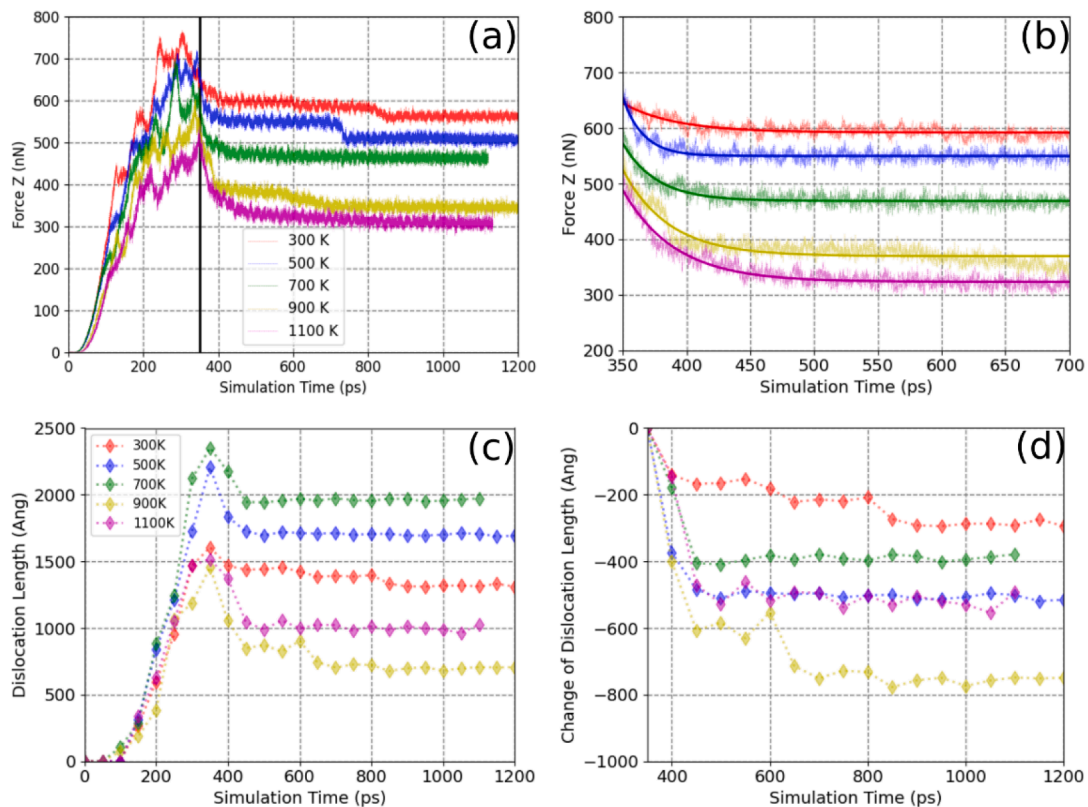 (a)
Force Z (nN)
800
700
600
500
400
300
200
100
0
300 K
500 K
700 K
900 K
1100 K
0 200 400 600 800 1000 1200
Simulation Time (ps)
(b)
Force Z (nN)
800
700
600
500
400
300
200
350 400 450 500 550 600 650 700
Simulation Time (ps)
(c)
Dislocation Length (Ang)
2500
2000
1500
1000
500
0
300K
500K
700K
900K
1100K
0 200 400 600 800 1000 1200
Simulation Time (ps)
(d)
Change of Dislocation Length (Ang)
0
−200
−400
−600
−800
−1000
400 600 800 1000 1200
Simulation Time (ps)